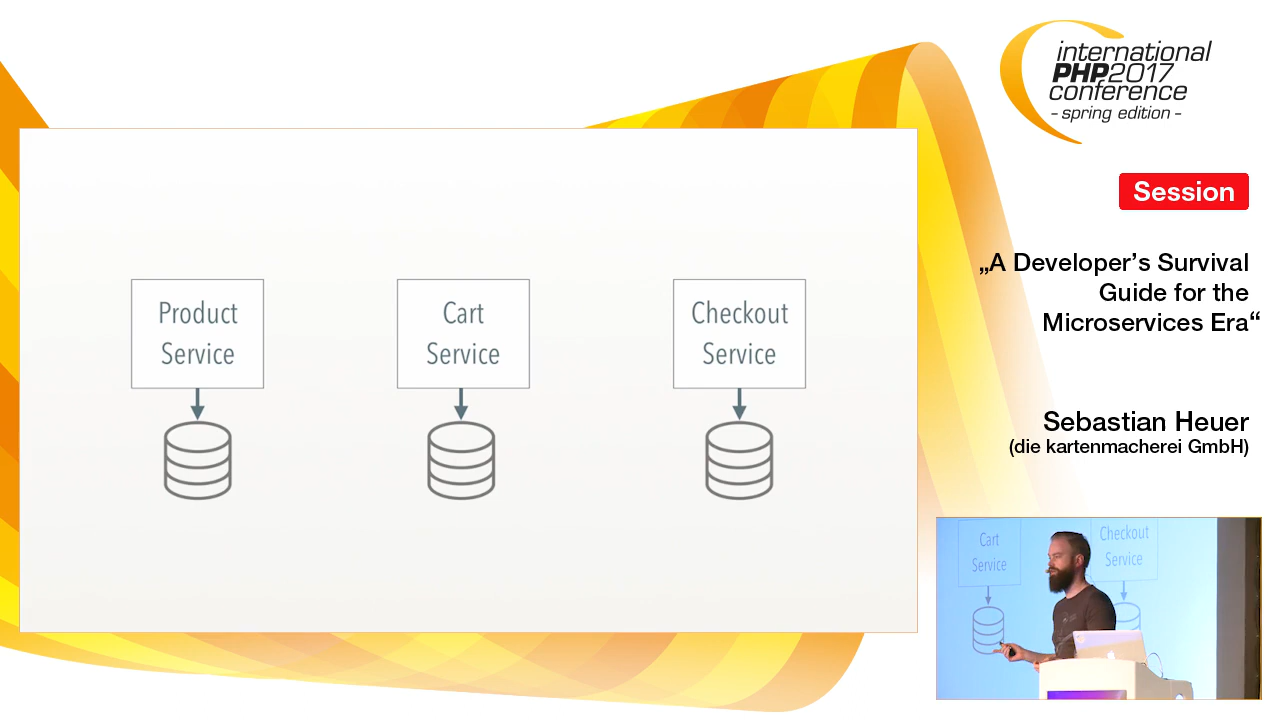 international
PHP2017
conference
- spring edition -
Session
„A Developer’s Survival
Guide for the
Microservices Era“
Sebastian Heuer
(die kartenmacherei GmbH)
Product
Service
Cart
Service
Checkout
Service
Cart
Service
Checkout
Service